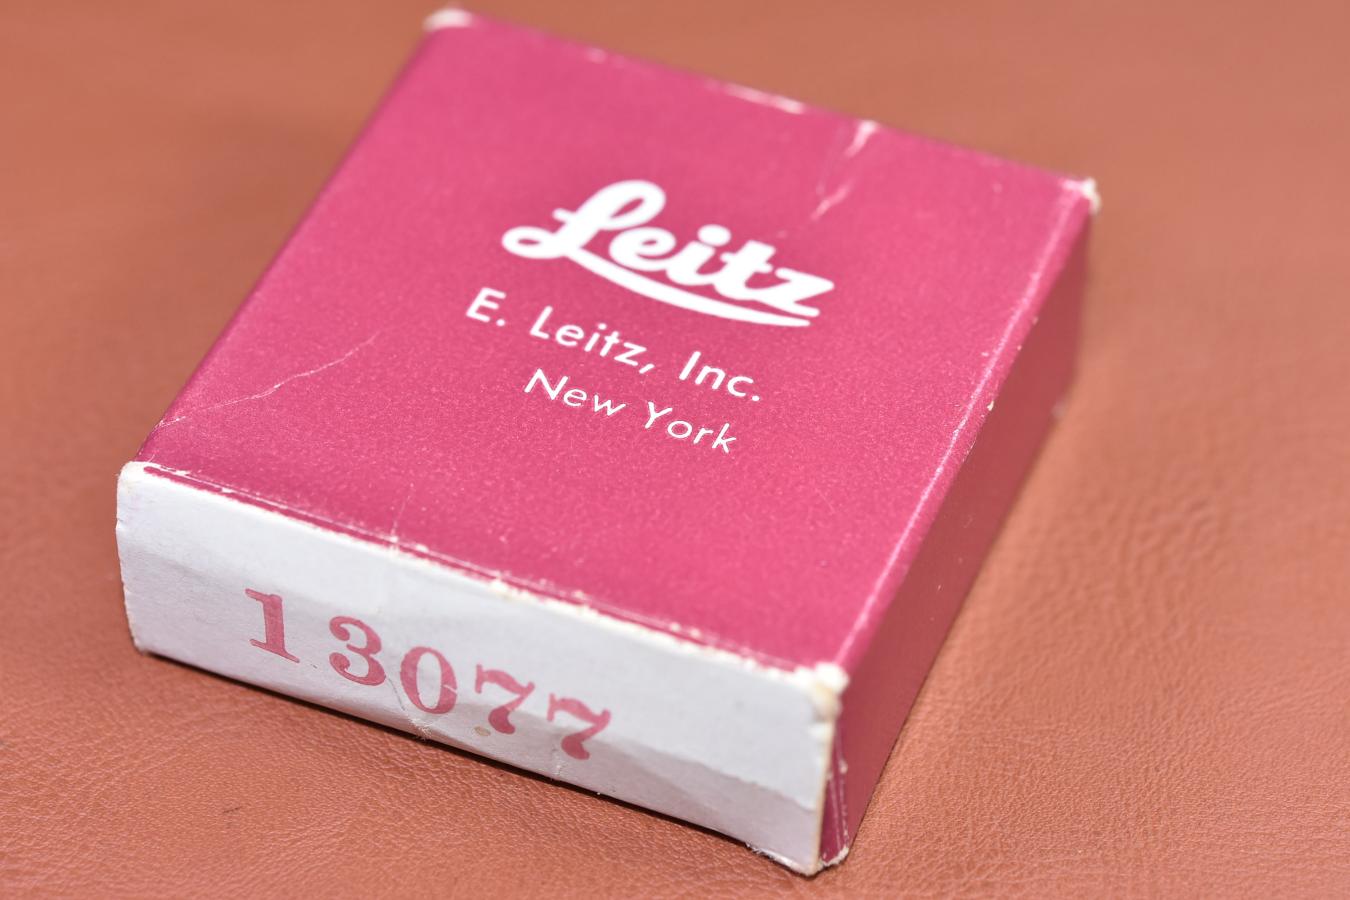 Leitz
E. Leitz, Inc.
New York
13077